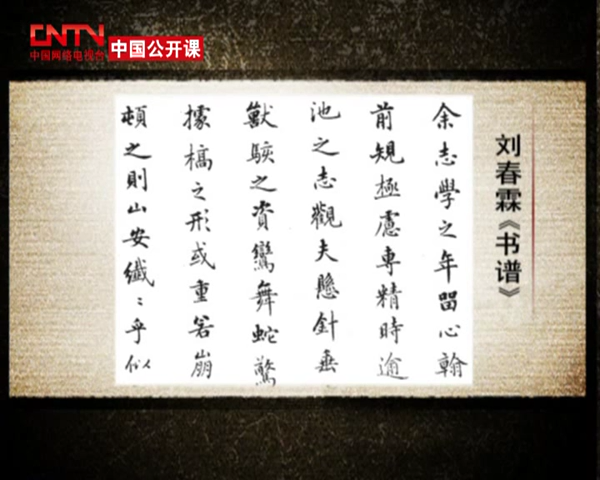 CNTV
中国网络电视台
中国公开课
刘春霖《书谱》
余志學之年留心翰
前規極慮專精時逾
池之志觀夫懸針垂
獸駭之資鸞舞蛇驚
據槁之形或重若崩
頓之則山安纖〻乎似